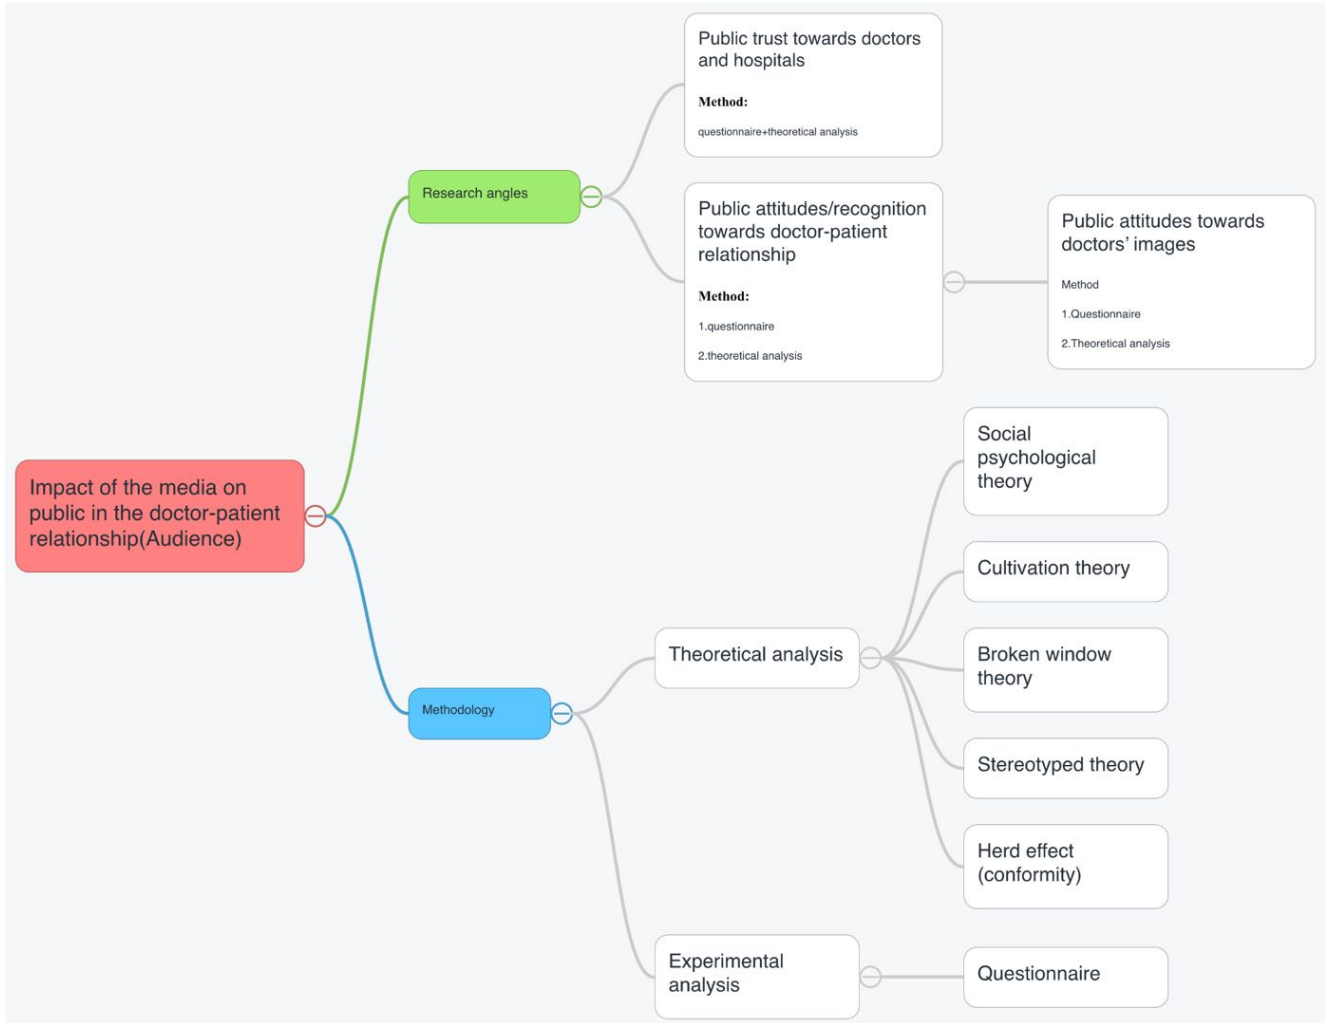 Public trust towards doctors
and hospitals
Method:
questionnaire+theoretical analysis
Research angles
Public attitudes/recognition
towards doctor-patient
relationship
Method:
1.questionnaire
2.theoretical analysis
Public attitudes towards
doctors’ images
Method
1.Questionnaire
2.Theoretical analysis
Impact of the media on
public in the doctor-patient
relationship(Audience)
Methodology
Theoretical analysis
Social
psychological
theory
Cultivation theory
Broken window
theory
Stereotyped theory
Herd effect
(conformity)
Experimental
analysis
Questionnaire